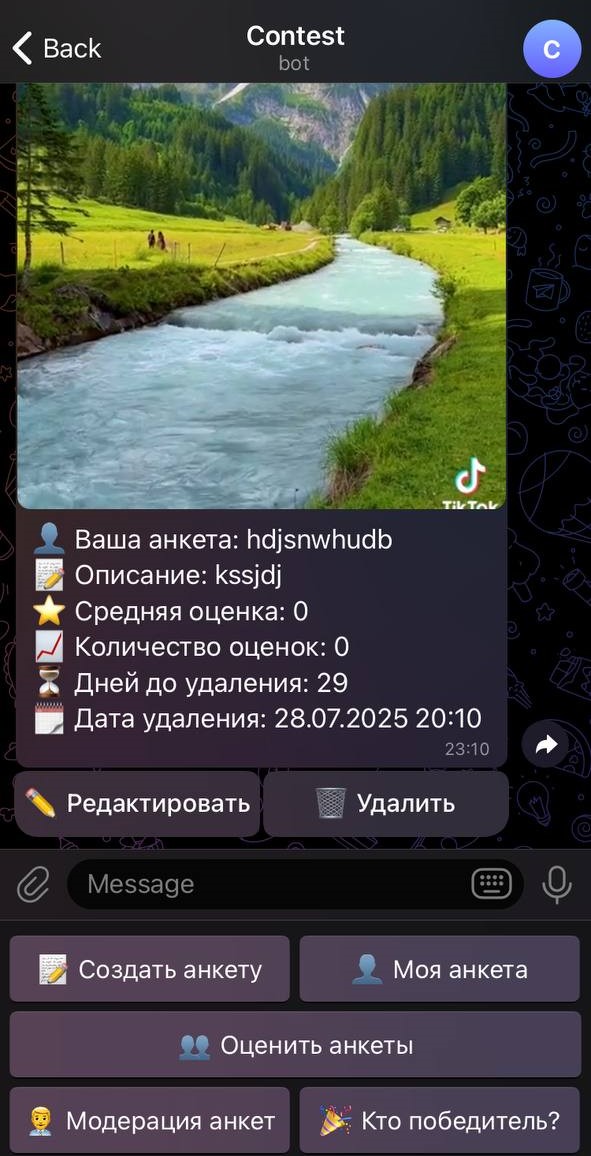 Back
Contest
bot
C
TikTok
👤 Ваша анкета: hdjsnwhudb
📝 Описание: kssjdj
⭐ Средняя оценка: 0
📈 Количество оценок: 0
⏳ Дней до удаления: 29
🗓 Дата удаления: 28.07.2025 20:10
23:10
✏️ Редактировать
🗑 Удалить
Message
📝 Создать анкету
👤 Моя анкета
👥 Оценить анкеты
👨‍💼 Модерация анкет
🎉 Кто победитель?